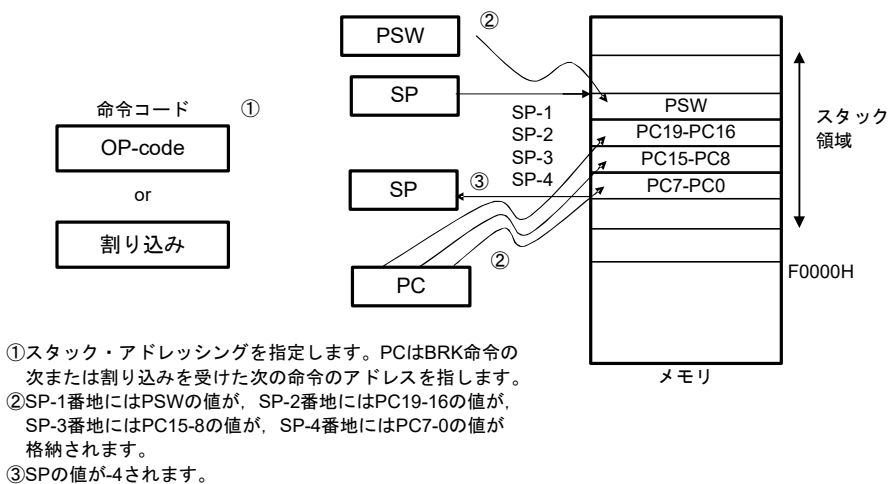 命令コード
①
OP-code
or
割り込み
PSW
②
SP
SP-1
SP-2
SP-3
SP-4
SP
③
PC
②
PSW
PC19-PC16
PC15-PC8
PC7-PC0
スタック
領域
F0000H
メモリ
①スタック・アドレッシングを指定します。PCはBRK命令の
次または割り込みを受けた次の命令のアドレスを指します。
②SP-1番地にはPSWの値が，SP-2番地にはPC19-16の値が，
SP-3番地にはPC15-8の値が，SP-4番地にはPC7-0の値が
格納されます。
③SPの値が-4されます。